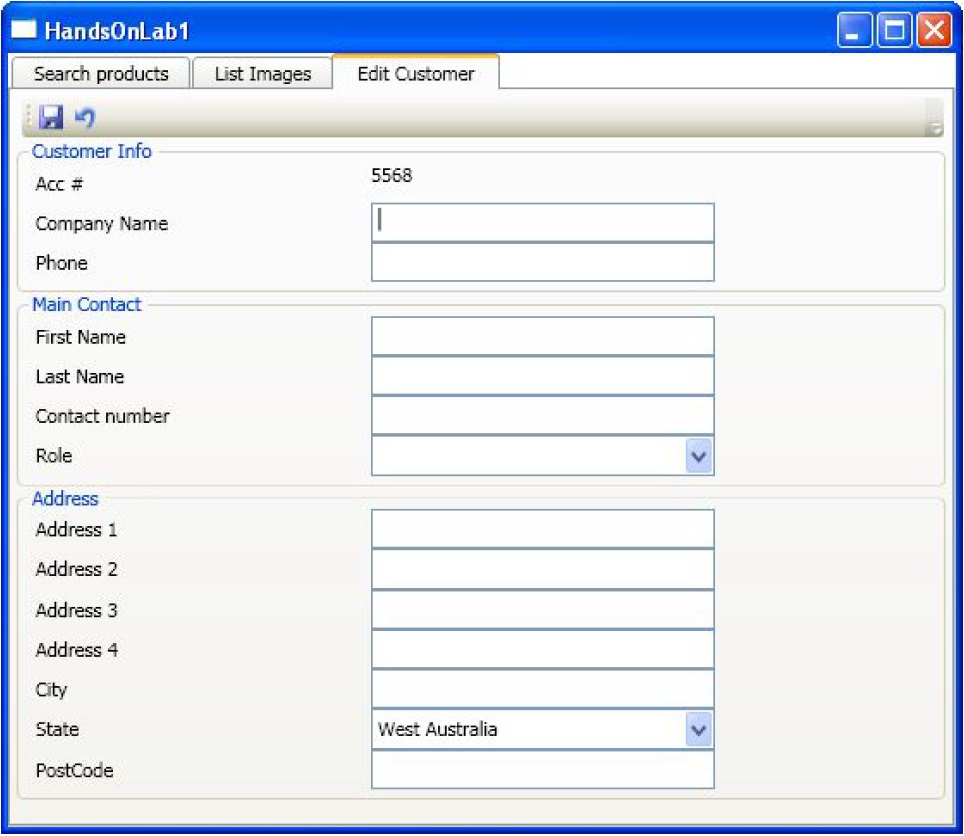 HandsOnLab1
Search products List Images Edit Customer
Customer Info
Acc # 5568
Company Name
Phone
Main Contact
First Name
Last Name
Contact number
Role
Address
Address 1
Address 2
Address 3
Address 4
City
State West Australia
PostCode